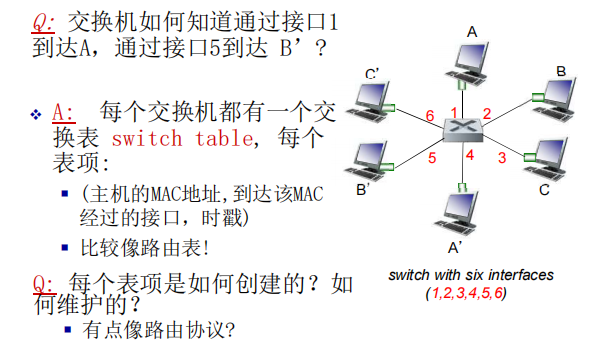 Q: 交换机如何知道通过接口1
到达A，通过接口5到达 B’？
A: 每个交换机都有一个交
换表 switch table, 每个
表项:
(主机的MAC地址,到达该MAC
经过的接口，时戳)
比较像路由表!
Q: 每个表项是如何创建的？如
何维护的？
有点像路由协议?
A
B
C’
6 1 2
5 4 3
B’
C
A’
switch with six interfaces
(1,2,3,4,5,6)